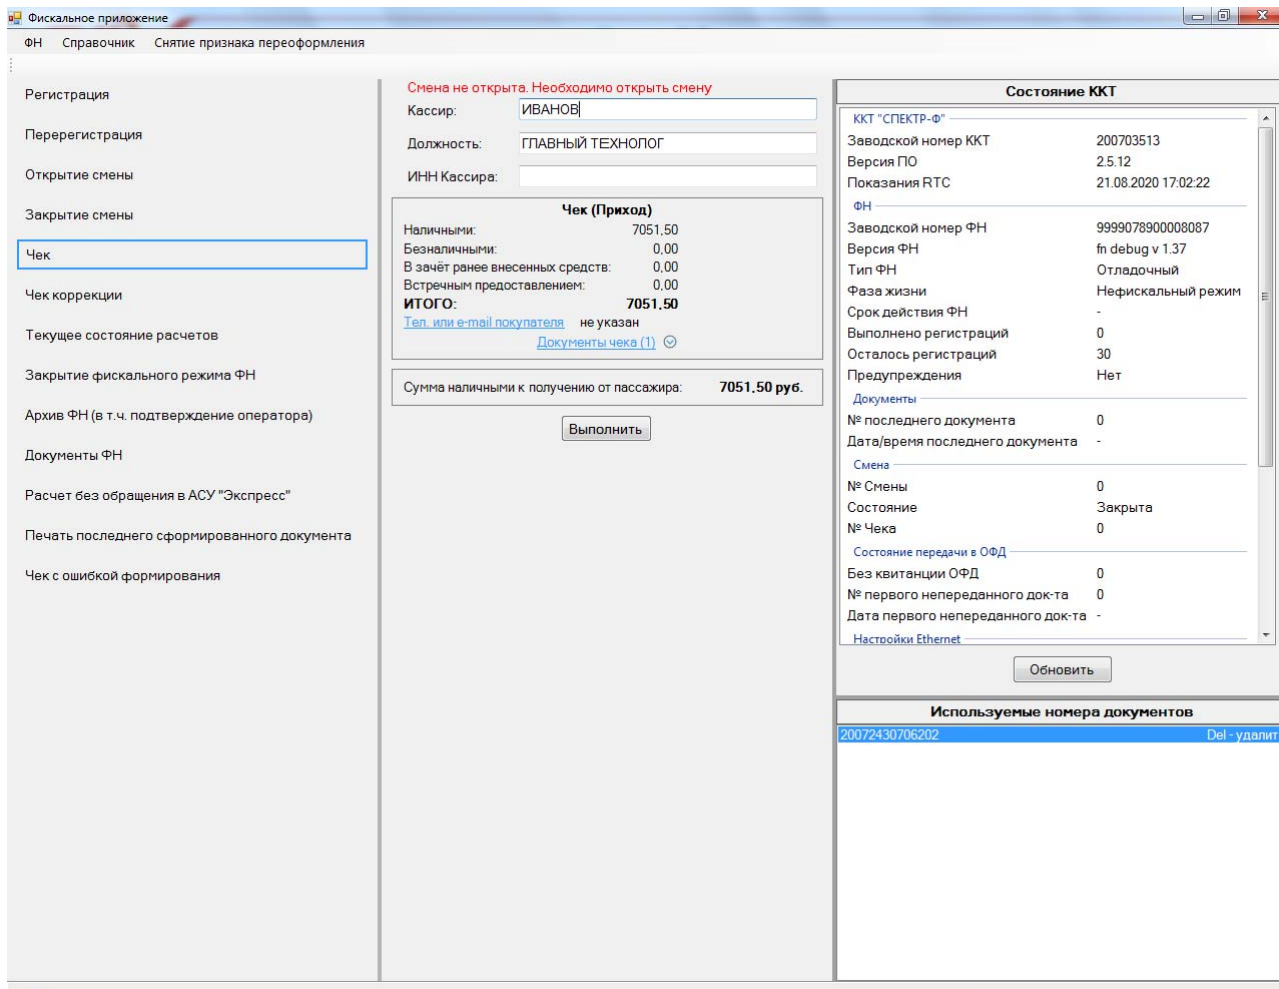 Фискальное приложение
ФН Справочник Снятие признака переоформления
Регистрация
Перерегистрация
Открытие смены
Закрытие смены
Чек
Чек коррекции
Текущее состояние расчетов
Закрытие фискального режима ФН
Архив ФН (в т.ч. подтверждение оператора)
Документы ФН
Расчет без обращения в АСУ "Экспресс"
Печать последнего сформированного документа
Чек с ошибкой формирования
Смена не открыта. Необходимо открыть смену
Кассир: ИВАНОВ
Должность: ГЛАВНЫЙ ТЕХНОЛОГ
ИНН Кассира:
Чек (Приход)
Наличными: 7051,50
Безналичными: 0,00
В зачёт ранее внесенных средств: 0,00
Встречным предоставлением: 0,00
ИТОГО: 7051,50
Тел. или e-mail покупателя не указан
Документы чека (1)
Сумма наличными к получению от пассажира: 7051,50 руб.
Выполнить
Состояние ККТ
ККТ "СПЕКТР-Ф"
Заводской номер ККТ 200703513
Версия ПО 2.5.12
Показания RTC 21.08.2020 17:02:22
ФН
Заводской номер ФН 9999078900008087
Версия ФН fn debug v 1.37
Тип ФН Отладочный
Фаза жизни Нефискальный режим
Срок действия ФН -
Выполнено регистраций 0
Осталось регистраций 30
Предупреждения Нет
Документы
№ последнего документа 0
Дата/время последнего документа -
Смена
№ Смены 0
Состояние Закрыта
№ Чека 0
Состояние передачи в ОФД
Без квитанции ОФД 0
№ первого непереданного док-та 0
Дата первого непереданного док-та -
Настройки Ethernet
Обновить
Используемые номера документов
20072430706202 Del - удалит